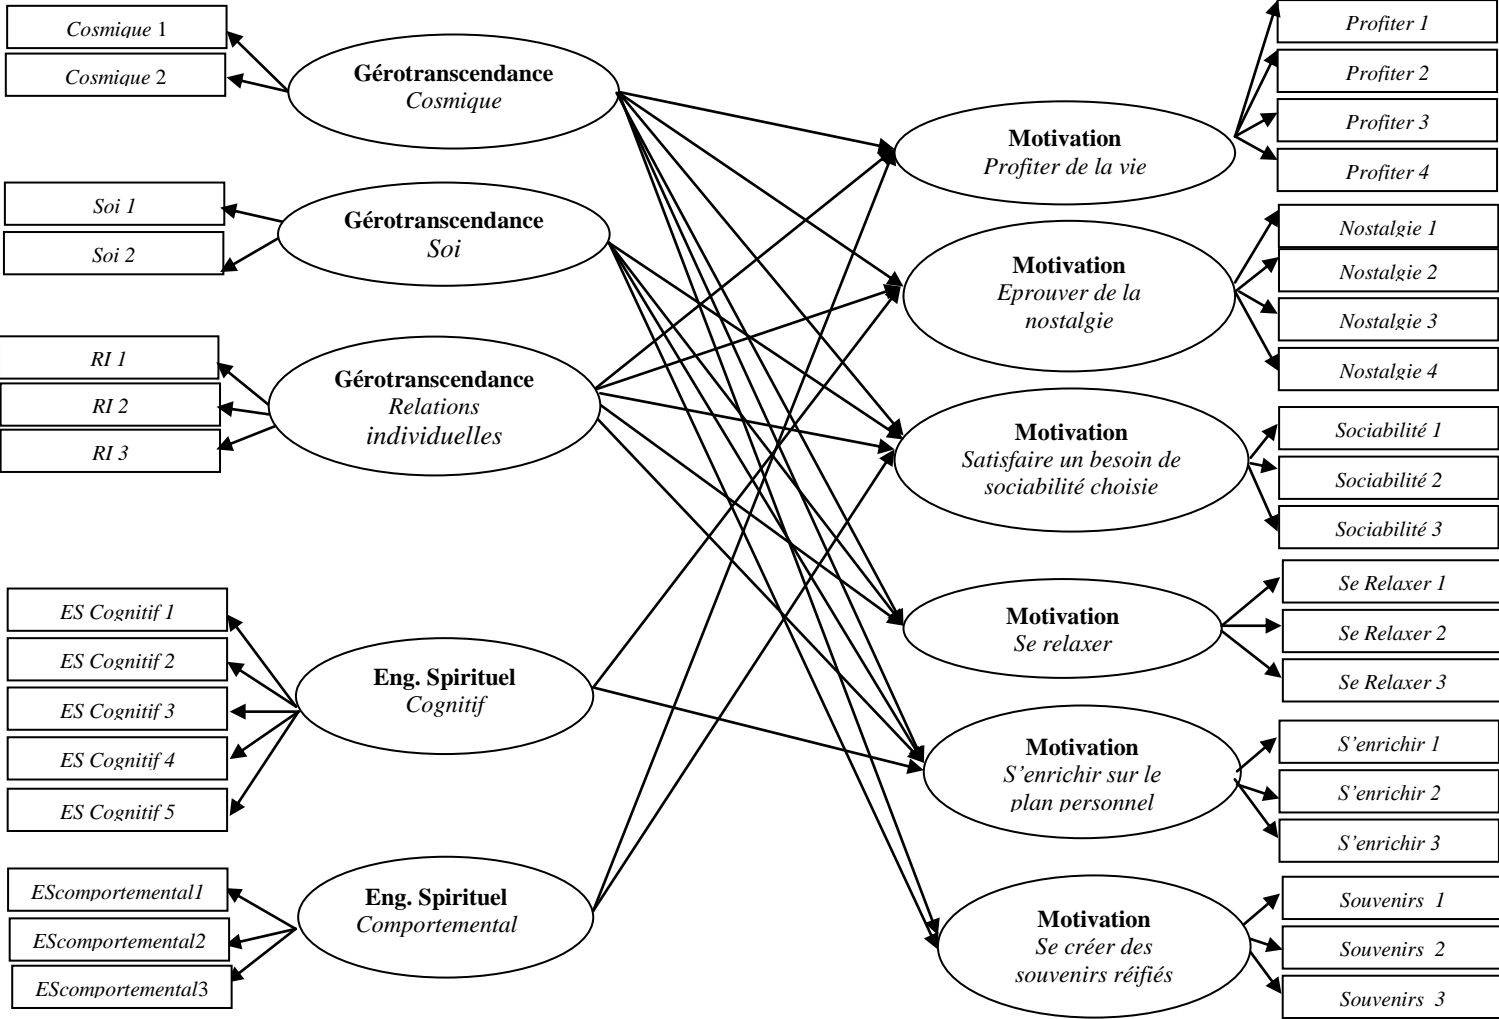 Cosmique 1
Cosmique 2
Gérotranscendance
Cosmique
Soi 1
Soi 2
Gérotranscendance
Soi
RI 1
RI 2
RI 3
Gérotranscendance
Relations
individuelles
ES Cognitif 1
ES Cognitif 2
ES Cognitif 3
ES Cognitif 4
ES Cognitif 5
Eng. Spirituel
Cognitif
EScomportemental1
EScomportemental2
EScomportemental3
Eng. Spirituel
Comportemental
Motivation
Profiter de la vie
Profiter 1
Profiter 2
Profiter 3
Profiter 4
Motivation
Eprouver de la
nostalgie
Nostalgie 1
Nostalgie 2
Nostalgie 3
Nostalgie 4
Motivation
Satisfaire un besoin de
sociabilité choisie
Sociabilité 1
Sociabilité 2
Sociabilité 3
Motivation
Se relaxer
Se Relaxer 1
Se Relaxer 2
Se Relaxer 3
Motivation
S’enrichir sur le
plan personnel
S’enrichir 1
S’enrichir 2
S’enrichir 3
Motivation
Se créer des
souvenirs réifiés
Souvenirs 1
Souvenirs 2
Souvenirs 3